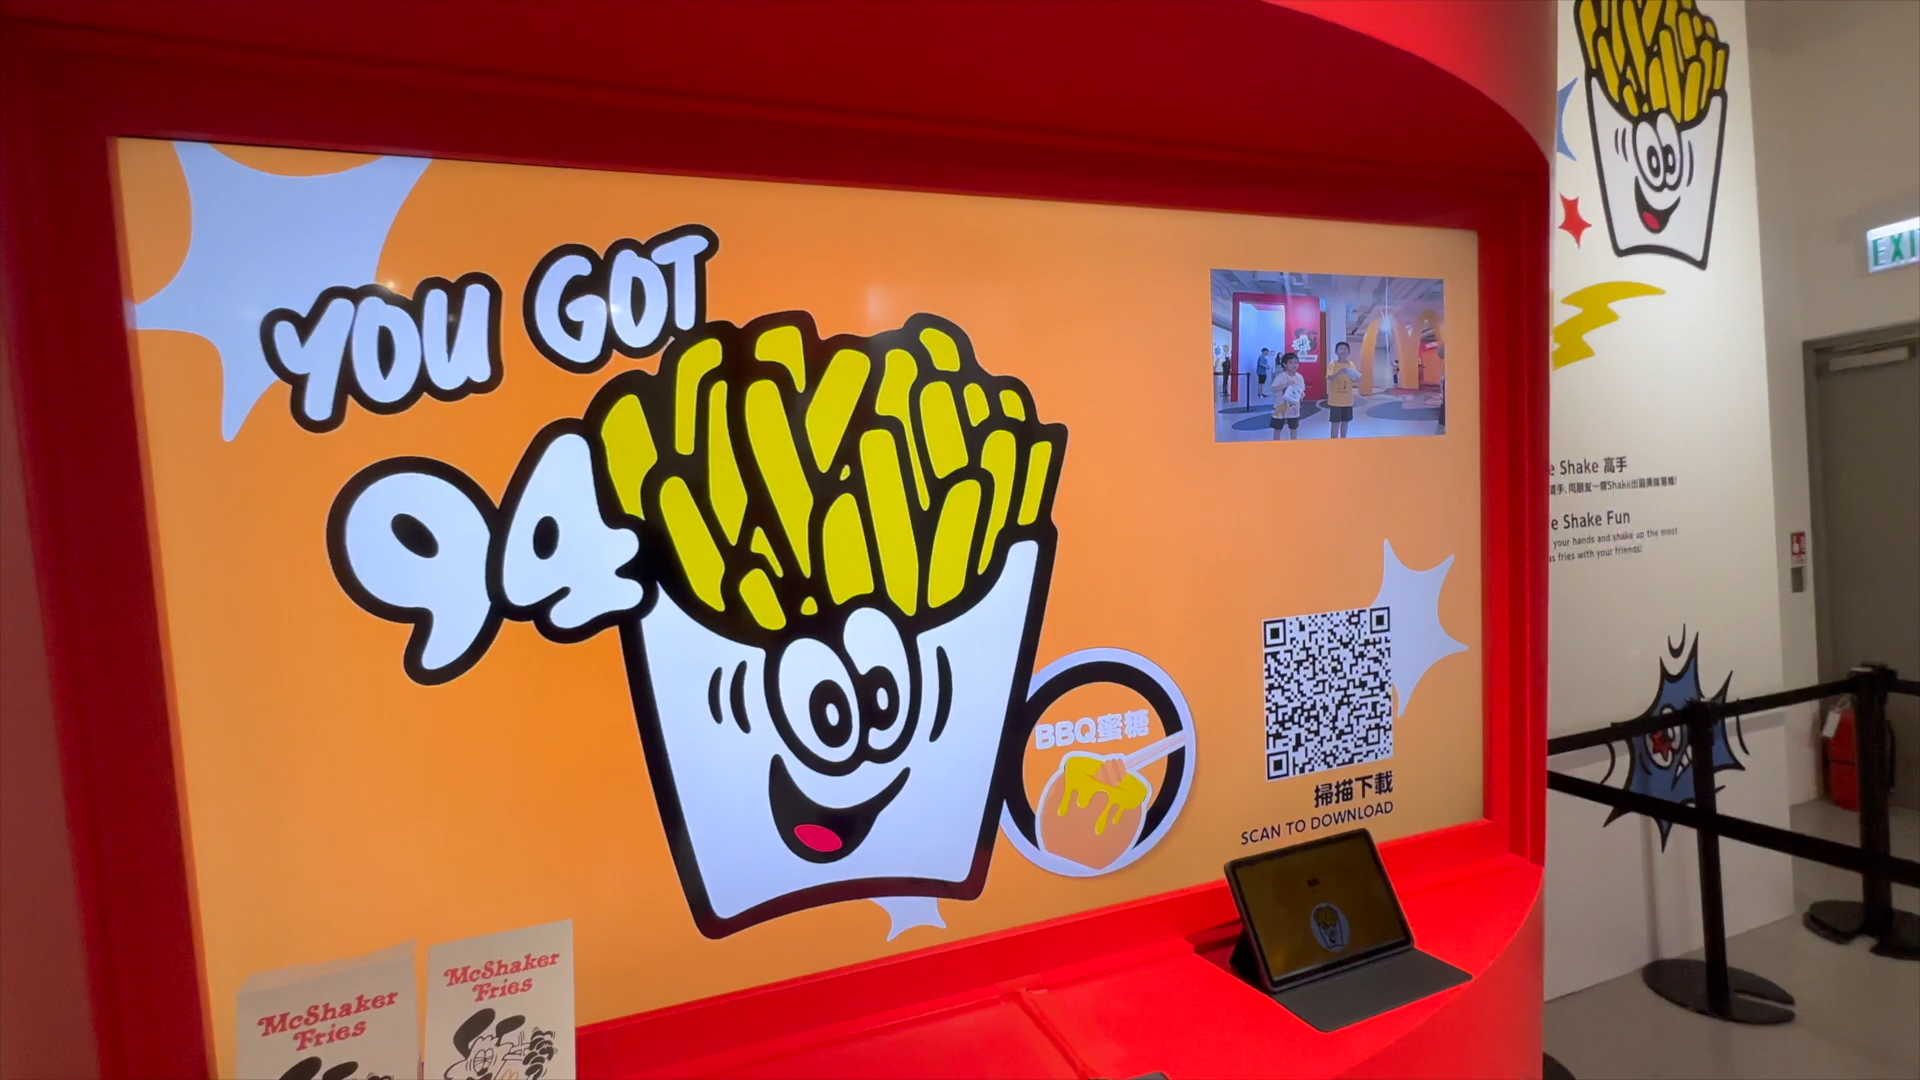 YOU GOT
94
BBQ蜜糖
掃描下載
SCAN TO DOWNLOAD
McShaker
Fries
McShaker
Fries
e Shake 高手
e Shake Fun
your hands and shake up the most
fries with your friends!
EXI